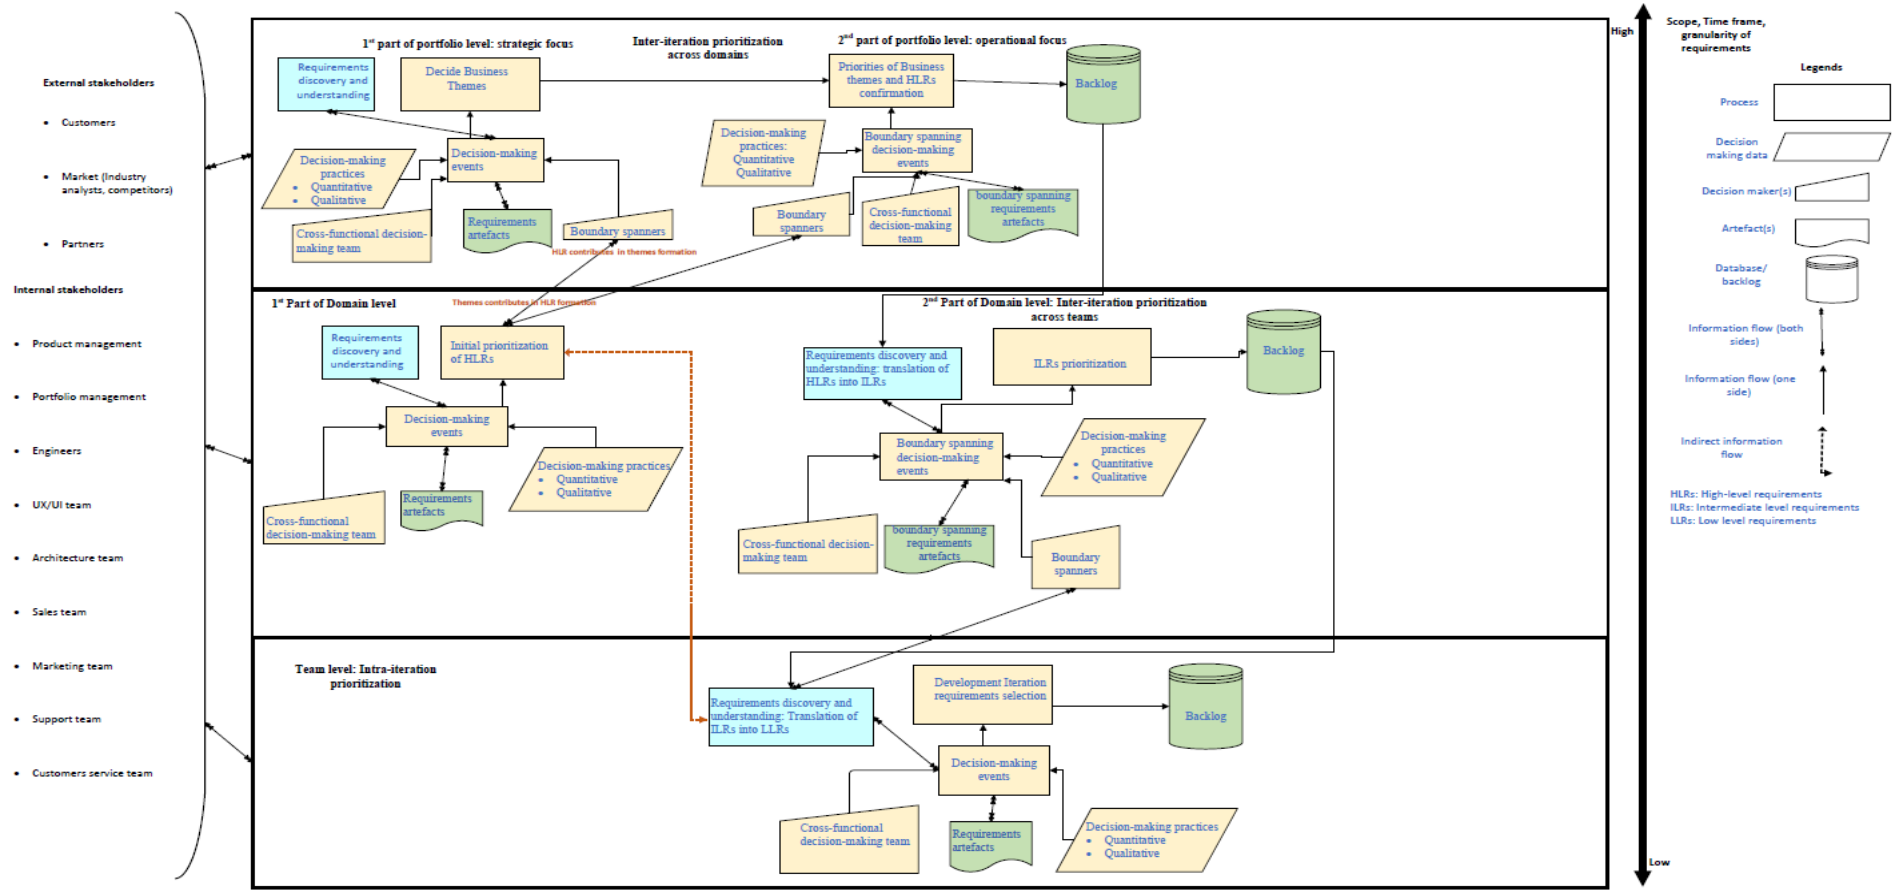 External stakeholders
• Customers
• Market (Industry
analysts, competitors)
• Partners
Internal stakeholders
• Product management
• Portfolio management
• Engineers
• UX/UI team
• Architecture team
• Sales team
• Marketing team
• Support team
• Customers service team
1st part of portfolio level: strategic focus
Inter-iteration prioritization
across domains
2nd part of portfolio level: operational focus
Requirements
discovery and
understanding
Decide Business
Themes
Priorities of Business
themes and HLRs
confirmation
Backlog
Decision-making
events
Decision-making
practices
• Quantitative
• Qualitative
Cross-functional decision-
making team
Requirements
artefacts
Boundary spanners
HLR contributes in themes formation
Decision-making
practices:
Quantitative
Qualitative
Boundary spanning
decision-making
events
Boundary
spanners
Cross-functional
decision-making
team
boundary spanning
requirements
artefacts
1st Part of Domain level
Themes contributes in HLR formation
2nd Part of Domain level: Inter-iteration prioritization
across teams
Requirements
discovery and
understanding
Initial prioritization
of HLRs
Decision-making
events
Decision-making practices
• Quantitative
• Qualitative
Requirements
artefacts
Cross-functional
decision-making team
Requirements discovery and
understanding: translation of
HLRs into ILRs
ILRs prioritization
Backlog
Boundary spanning
decision-making
events
Decision-making
practices
• Quantitative
• Qualitative
Cross-functional decision-
making team
boundary spanning
requirements
artefacts
Boundary
spanners
Team level: Intra-iteration
prioritization
Requirements discovery and
understanding: Translation of
ILRs into LLRs
Development Iteration
requirements selection
Backlog
Decision-making
events
Cross-functional
decision-making team
Requirements
artefacts
Decision-making practices
• Quantitative
• Qualitative
High
Low
Scope, Time frame,
granularity of
requirements
Legends
Process
Decision
making data
Decision maker(s)
Artefact(s)
Database/
backlog
Information flow (both
sides)
Information flow (one
side)
Indirect information
flow
HLRs: High-level requirements
ILRs: Intermediate level requirements
LLRs: Low level requirements